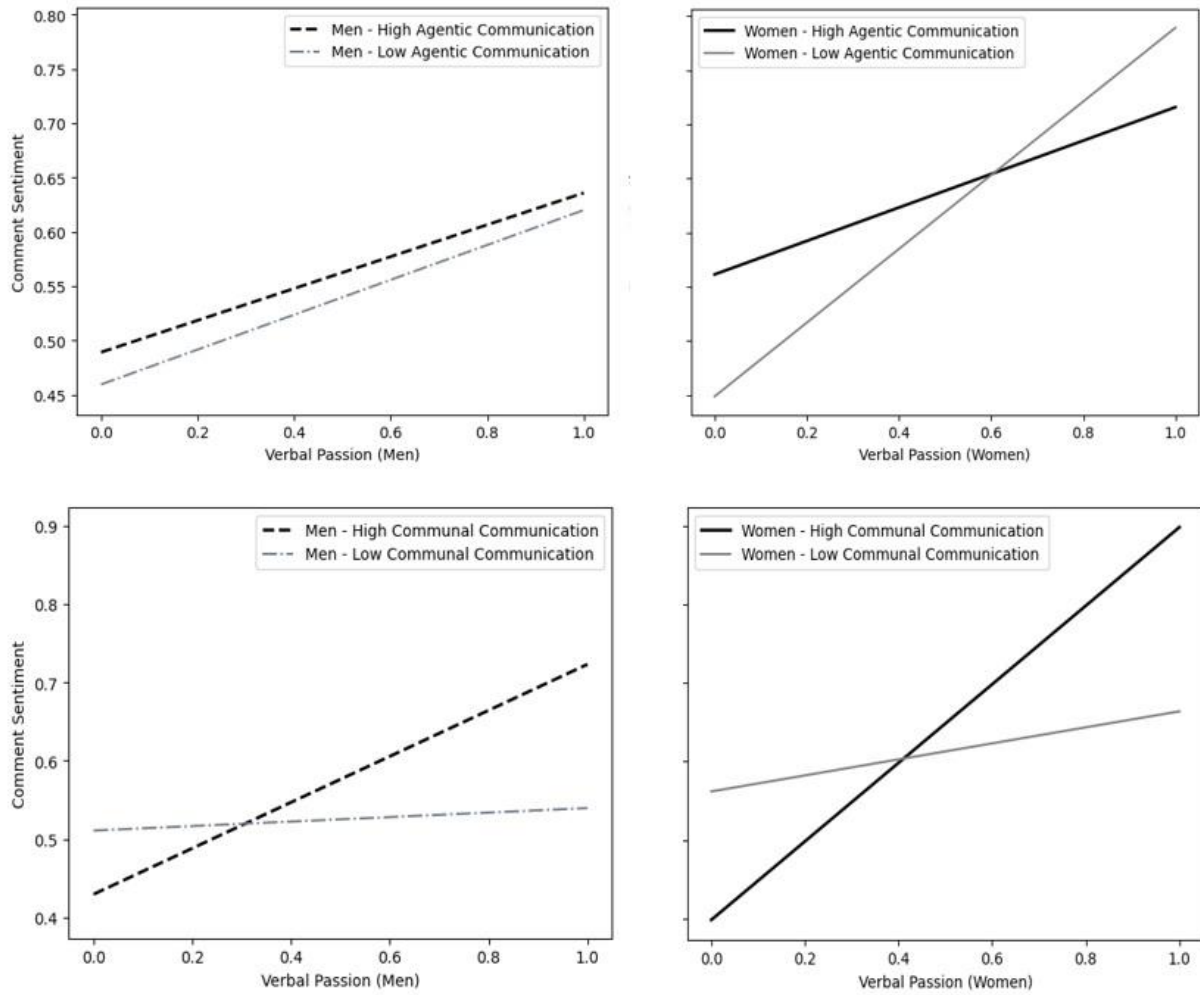 0.80
0.75
0.70
0.65
0.60
0.55
0.50
0.45
Comment Sentiment
Men - High Agentic Communication
Men - Low Agentic Communication
0.0 0.2 0.4 0.6 0.8 1.0
Verbal Passion (Men)
Women - High Agentic Communication
Women - Low Agentic Communication
0.0 0.2 0.4 0.6 0.8 1.0
Verbal Passion (Women)
0.9
0.8
0.7
0.6
0.5
0.4
Comment Sentiment
Men - High Communal Communication
Men - Low Communal Communication
0.0 0.2 0.4 0.6 0.8 1.0
Verbal Passion (Men)
Women - High Communal Communication
Women - Low Communal Communication
0.0 0.2 0.4 0.6 0.8 1.0
Verbal Passion (Women)